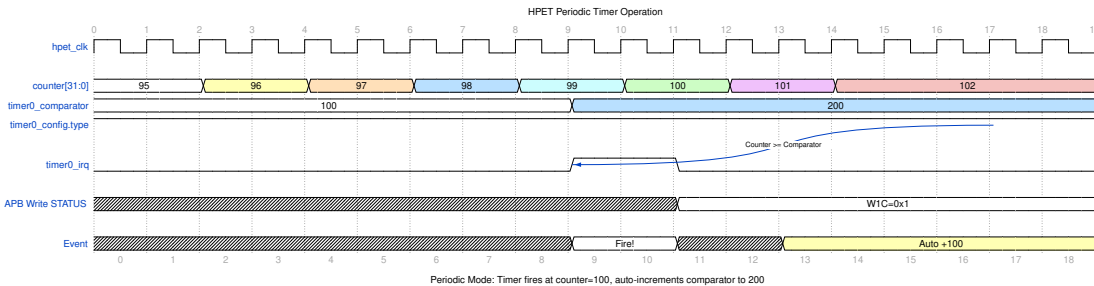 HPET Periodic Timer Operation
0 1 2 3 4 5 6 7 8 9 10 11 12 13 14 15 16 17 18
hpet_clk
counter[31:0] 95 96 97 98 99 100 101 102
timer0_comparator 100 200
timer0_config.type
Counter >= Comparator
timer0_irq
APB Write STATUS W1C=0x1
Event Fire! Auto +100
0 1 2 3 4 5 6 7 8 9 10 11 12 13 14 15 16 17 18
Periodic Mode: Timer fires at counter=100, auto-increments comparator to 200